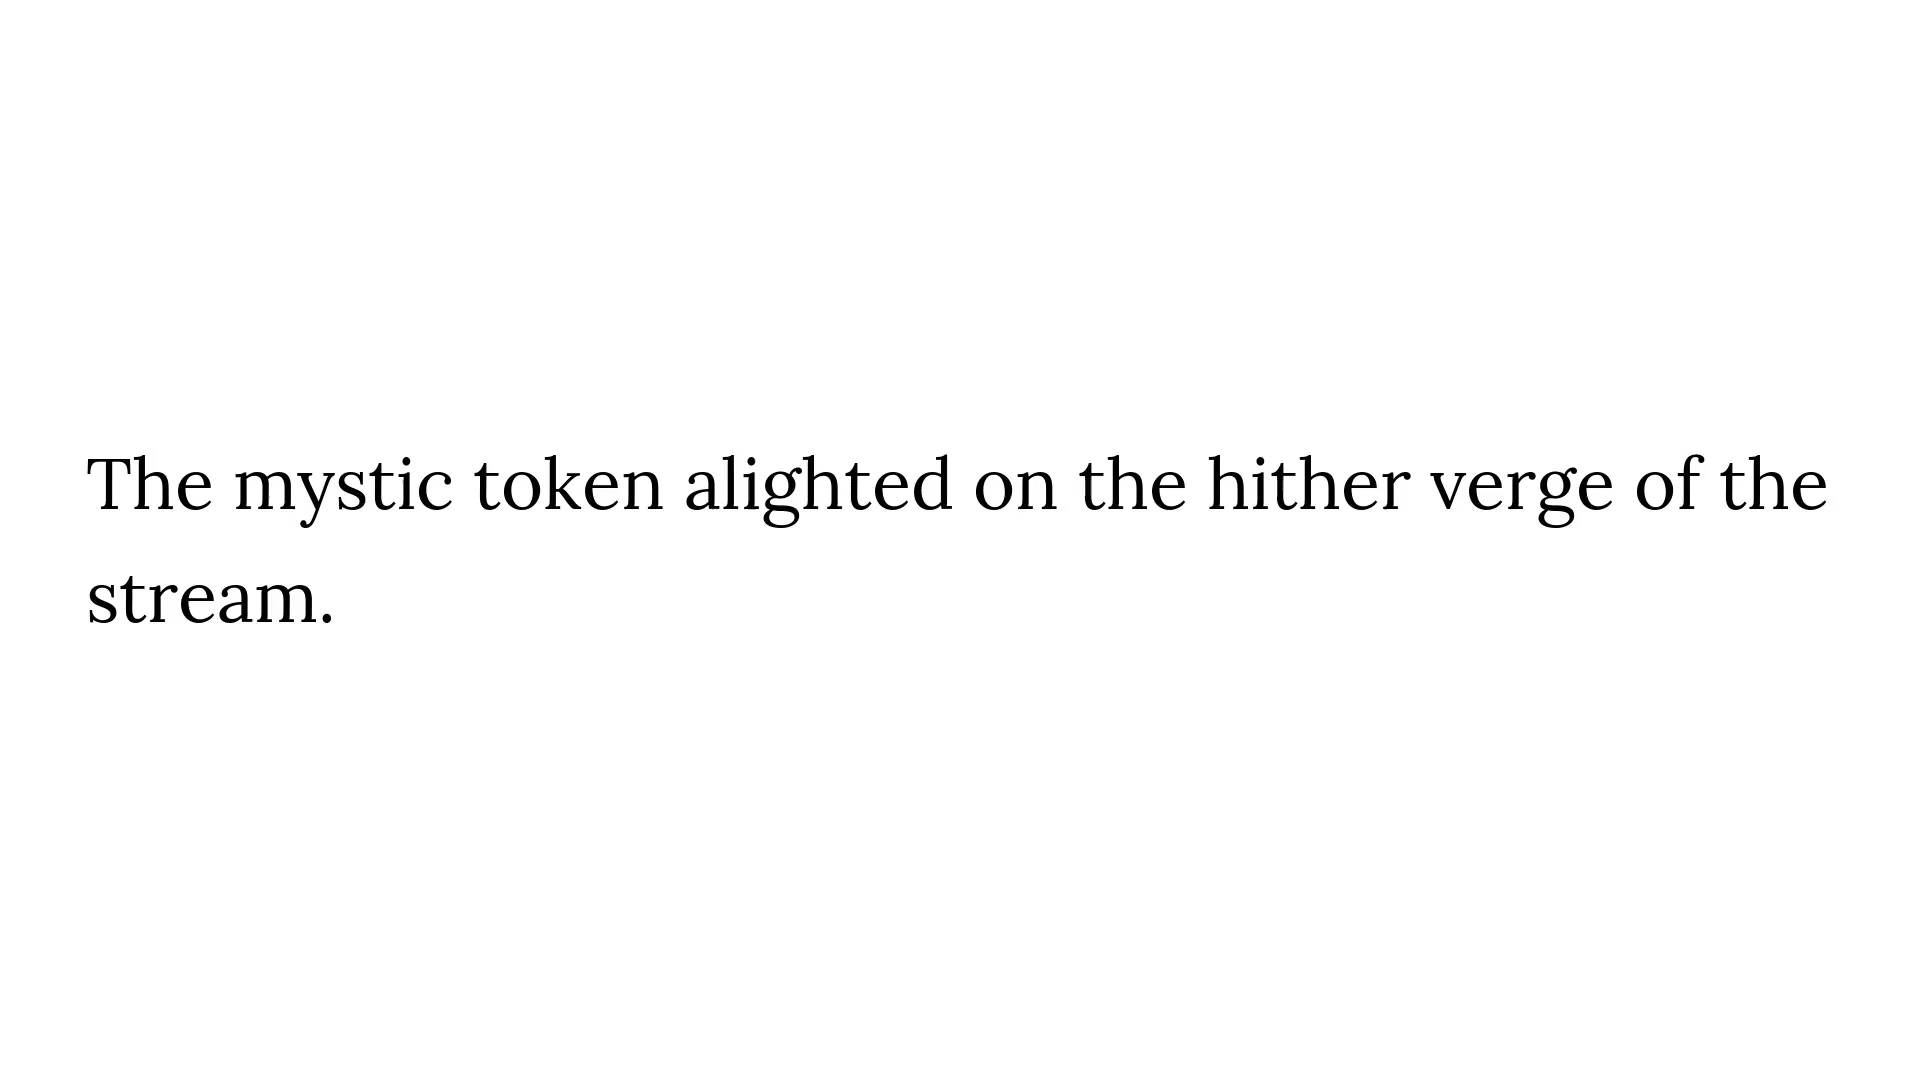 The mystic token alighted on the hither verge of the
stream.